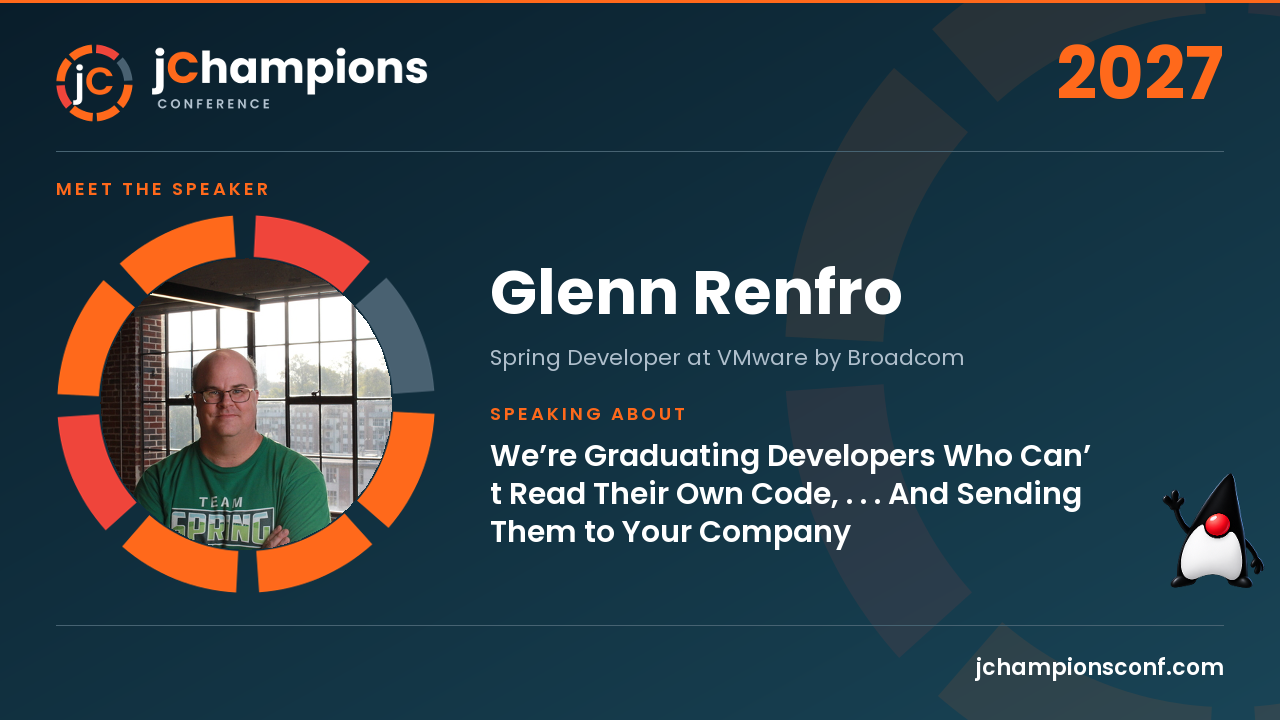 jC jChampions
CONFERENCE
2027
MEET THE SPEAKER
TEAM
SPRING
Glenn Renfro
Spring Developer at VMware by Broadcom
SPEAKING ABOUT
We’re Graduating Developers Who Can’
t Read Their Own Code, . . . And Sending
Them to Your Company
jchampionsconf.com